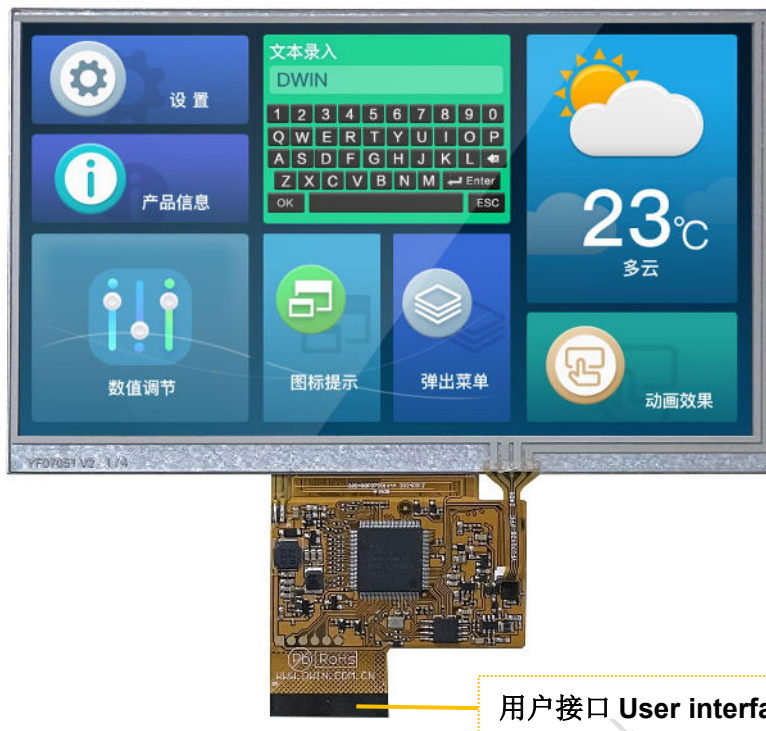 设置
文本录入
DWIN
1 2 3 4 5 6 7 8 9 0
Q W E R T Y U I O P
A S D F G H J K L
Z X C V B N M Enter
OK ESC
产品信息
23℃
多云
数值调节
图标提示
弹出菜单
动画效果
YF07051 V2 L/4
Pb RoHS
WWW.DWIN.COM.CN
用户接口 User interfa